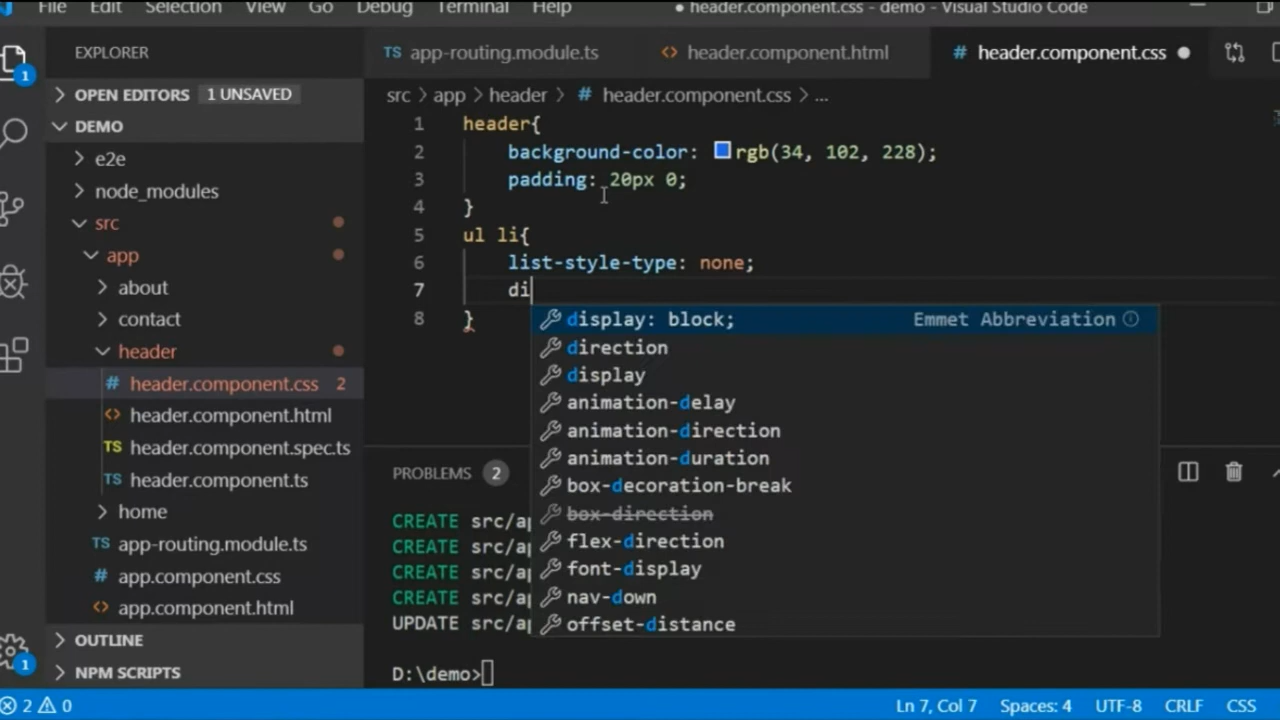 File Edit Selection View Go Debug Terminal Help ● header.component.css - demo - Visual Studio Code
EXPLORER
TS app-routing.module.ts
<> header.component.html
# header.component.css ●
1
OPEN EDITORS 1 UNSAVED
DEMO
e2e
node_modules
src
app
about
contact
header
# header.component.css 2
<> header.component.html
TS header.component.spec.ts
TS header.component.ts
home
TS app-routing.module.ts
# app.component.css
<> app.component.html
OUTLINE
NPM SCRIPTS
1
src > app > header > # header.component.css > ...
1 header{
2 background-color: rgb(34, 102, 228);
3 padding: 20px 0;
4 }
5 ul li{
6 list-style-type: none;
7 di
8 }
display: block; Emmet Abbreviation
direction
display
animation-delay
animation-direction
animation-duration
box-decoration-break
box-direction
flex-direction
font-display
nav-down
offset-distance
PROBLEMS 2
CREATE src/ap
CREATE src/ap
CREATE src/ap
CREATE src/ap
UPDATE src/ap
D:\demo>
2 0 Ln 7, Col 7 Spaces: 4 UTF-8 CRLF CSS